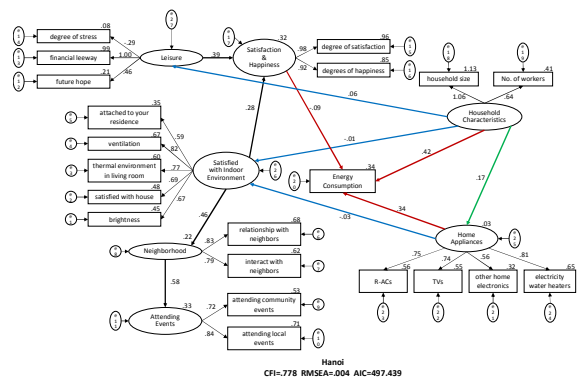 .08
degree of stress
-.29
.99
financial leeway
1.00
.21
future hope
.46
Leisure
.39
.32
Satisfaction
&
Happiness
.98
.96
degree of satisfaction
.92
.85
degrees of happiness
1.13
household size
.41
No. of workers
1.06
.64
Household
Characteristics
.06
-.09
.28
-.01
.42
.17
.35
attached to your
residence
.59
.67
ventilation
.82
.60
thermal environment
in living room
.77
.48
satisfied with house
.69
.45
brightness
.67
Satisfied
with Indoor
Environment
.34
Energy
Consumption
.34
-.03
.03
Home
Appliances
.46
.22
Neighborhood
.83
.68
relationship with
neighbors
.79
.62
interact with
neighbors
.58
.33
Attending
Events
.72
.53
attending community
events
.84
.71
attending local
events
.75
.74
.56
.81
.56
R-ACs
.55
TVs
.32
other home
electronics
.65
electricity
water heaters
Hanoi
CFI=.778 RMSEA=.004 AIC=497.439